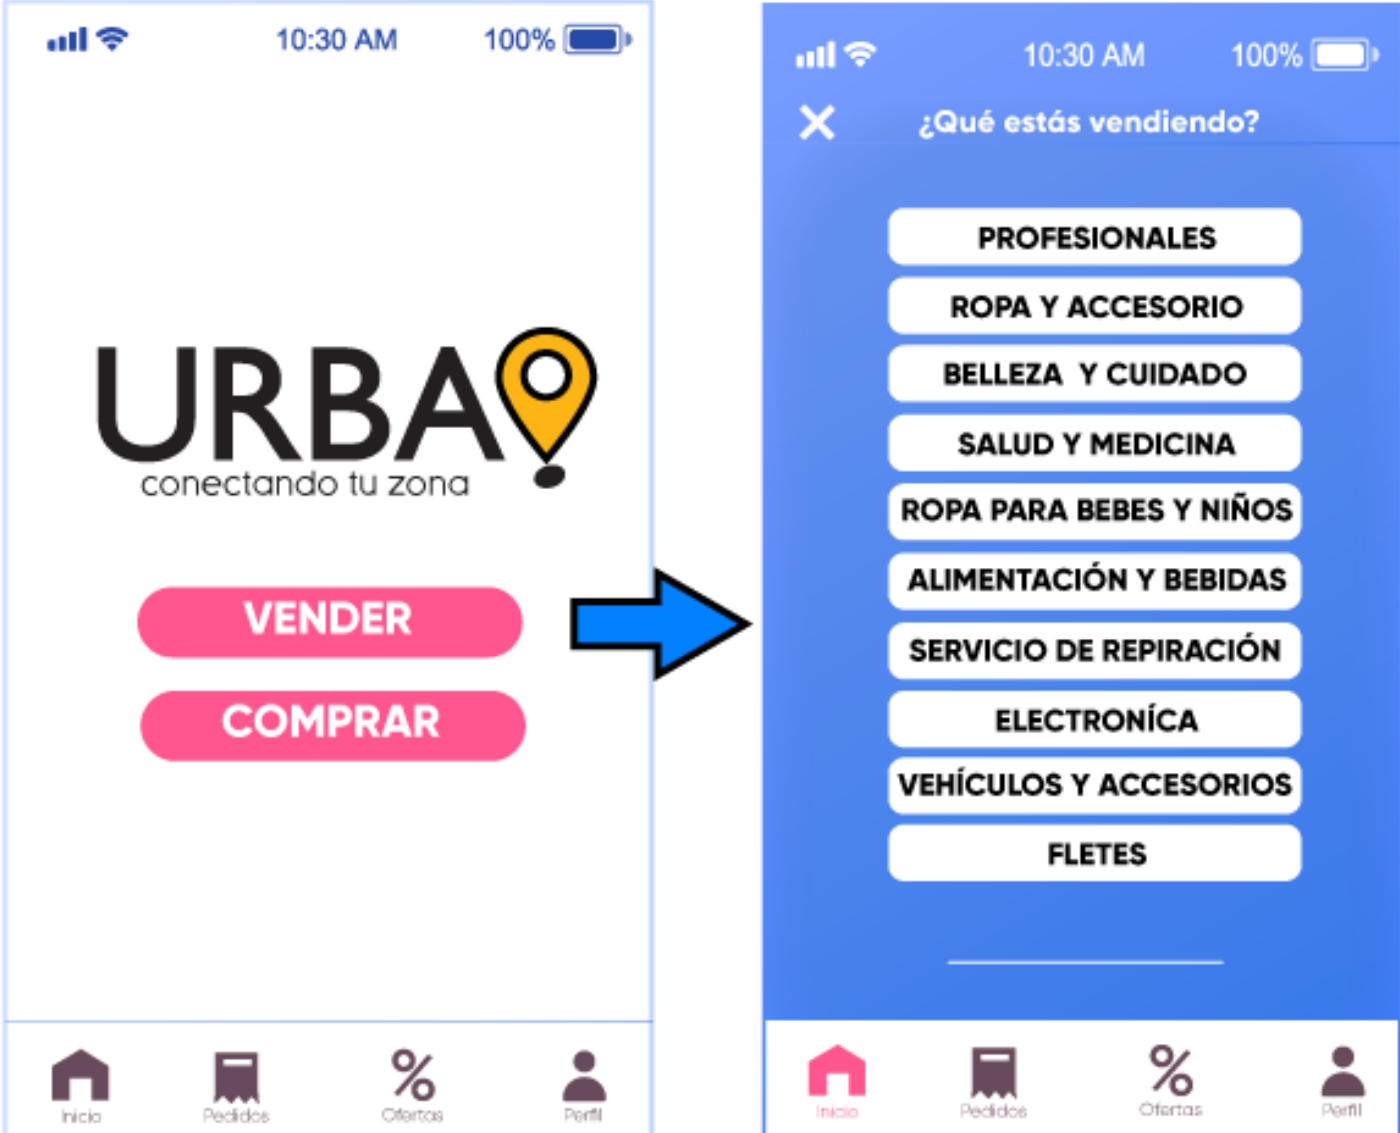 10:30 AM
100%
URBA
conectando tu zona
VENDER
COMPRAR
Inicio
Pedidos
Ofertas
Perfil
10:30 AM
100%
¿Qué estás vendiendo?
PROFESIONALES
ROPA Y ACCESORIO
BELLEZA Y CUIDADO
SALUD Y MEDICINA
ROPA PARA BEBES Y NIÑOS
ALIMENTACIÓN Y BEBIDAS
SERVICIO DE REPIRACIÓN
ELECTRONÍCA
VEHÍCULOS Y ACCESORIOS
FLETES
Inicio
Pedidos
Ofertas
Perfil